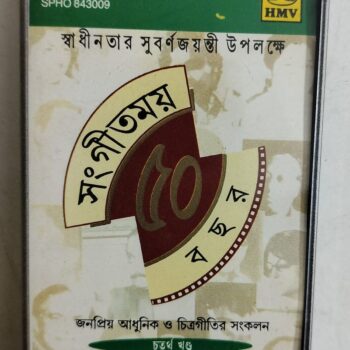 SPHO 843009
HMV
স্বাধীনতার সুবর্ণজয়ন্তী উপলক্ষে
সংগীতময়
৫০
বছর
জনপ্রিয় আধুনিক ও চিত্রগীতির সংকলন
চতুর্থ খণ্ড